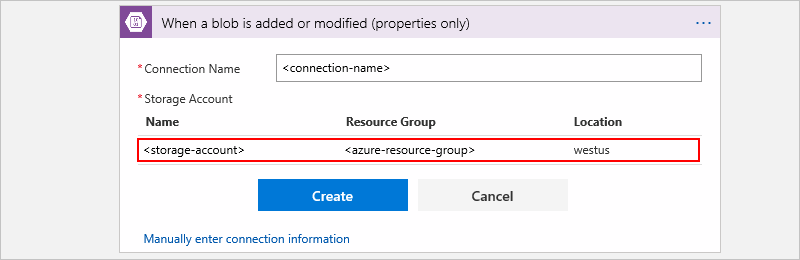 When a blob is added or modified (properties only) ...
* Connection Name <connection-name>
* Storage Account
Name Resource Group Location
<storage-account> <azure-resource-group> westus
Create Cancel
Manually enter connection information